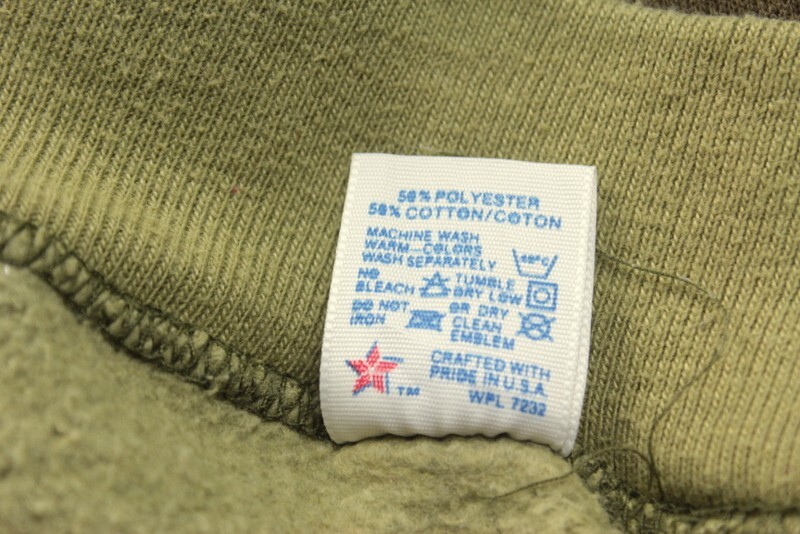 50% POLYESTER
50% COTTON/COTON
MACHINE WASH
WARM-COLORS
WASH SEPARATELY
NO
BLEACH
TUMBLE
DRY LOW
DO NOT
IRON
OR DRY
CLEAN
EMBLEM
TM
CRAFTED WITH
PRIDE IN U.S.A.
WPL 7232